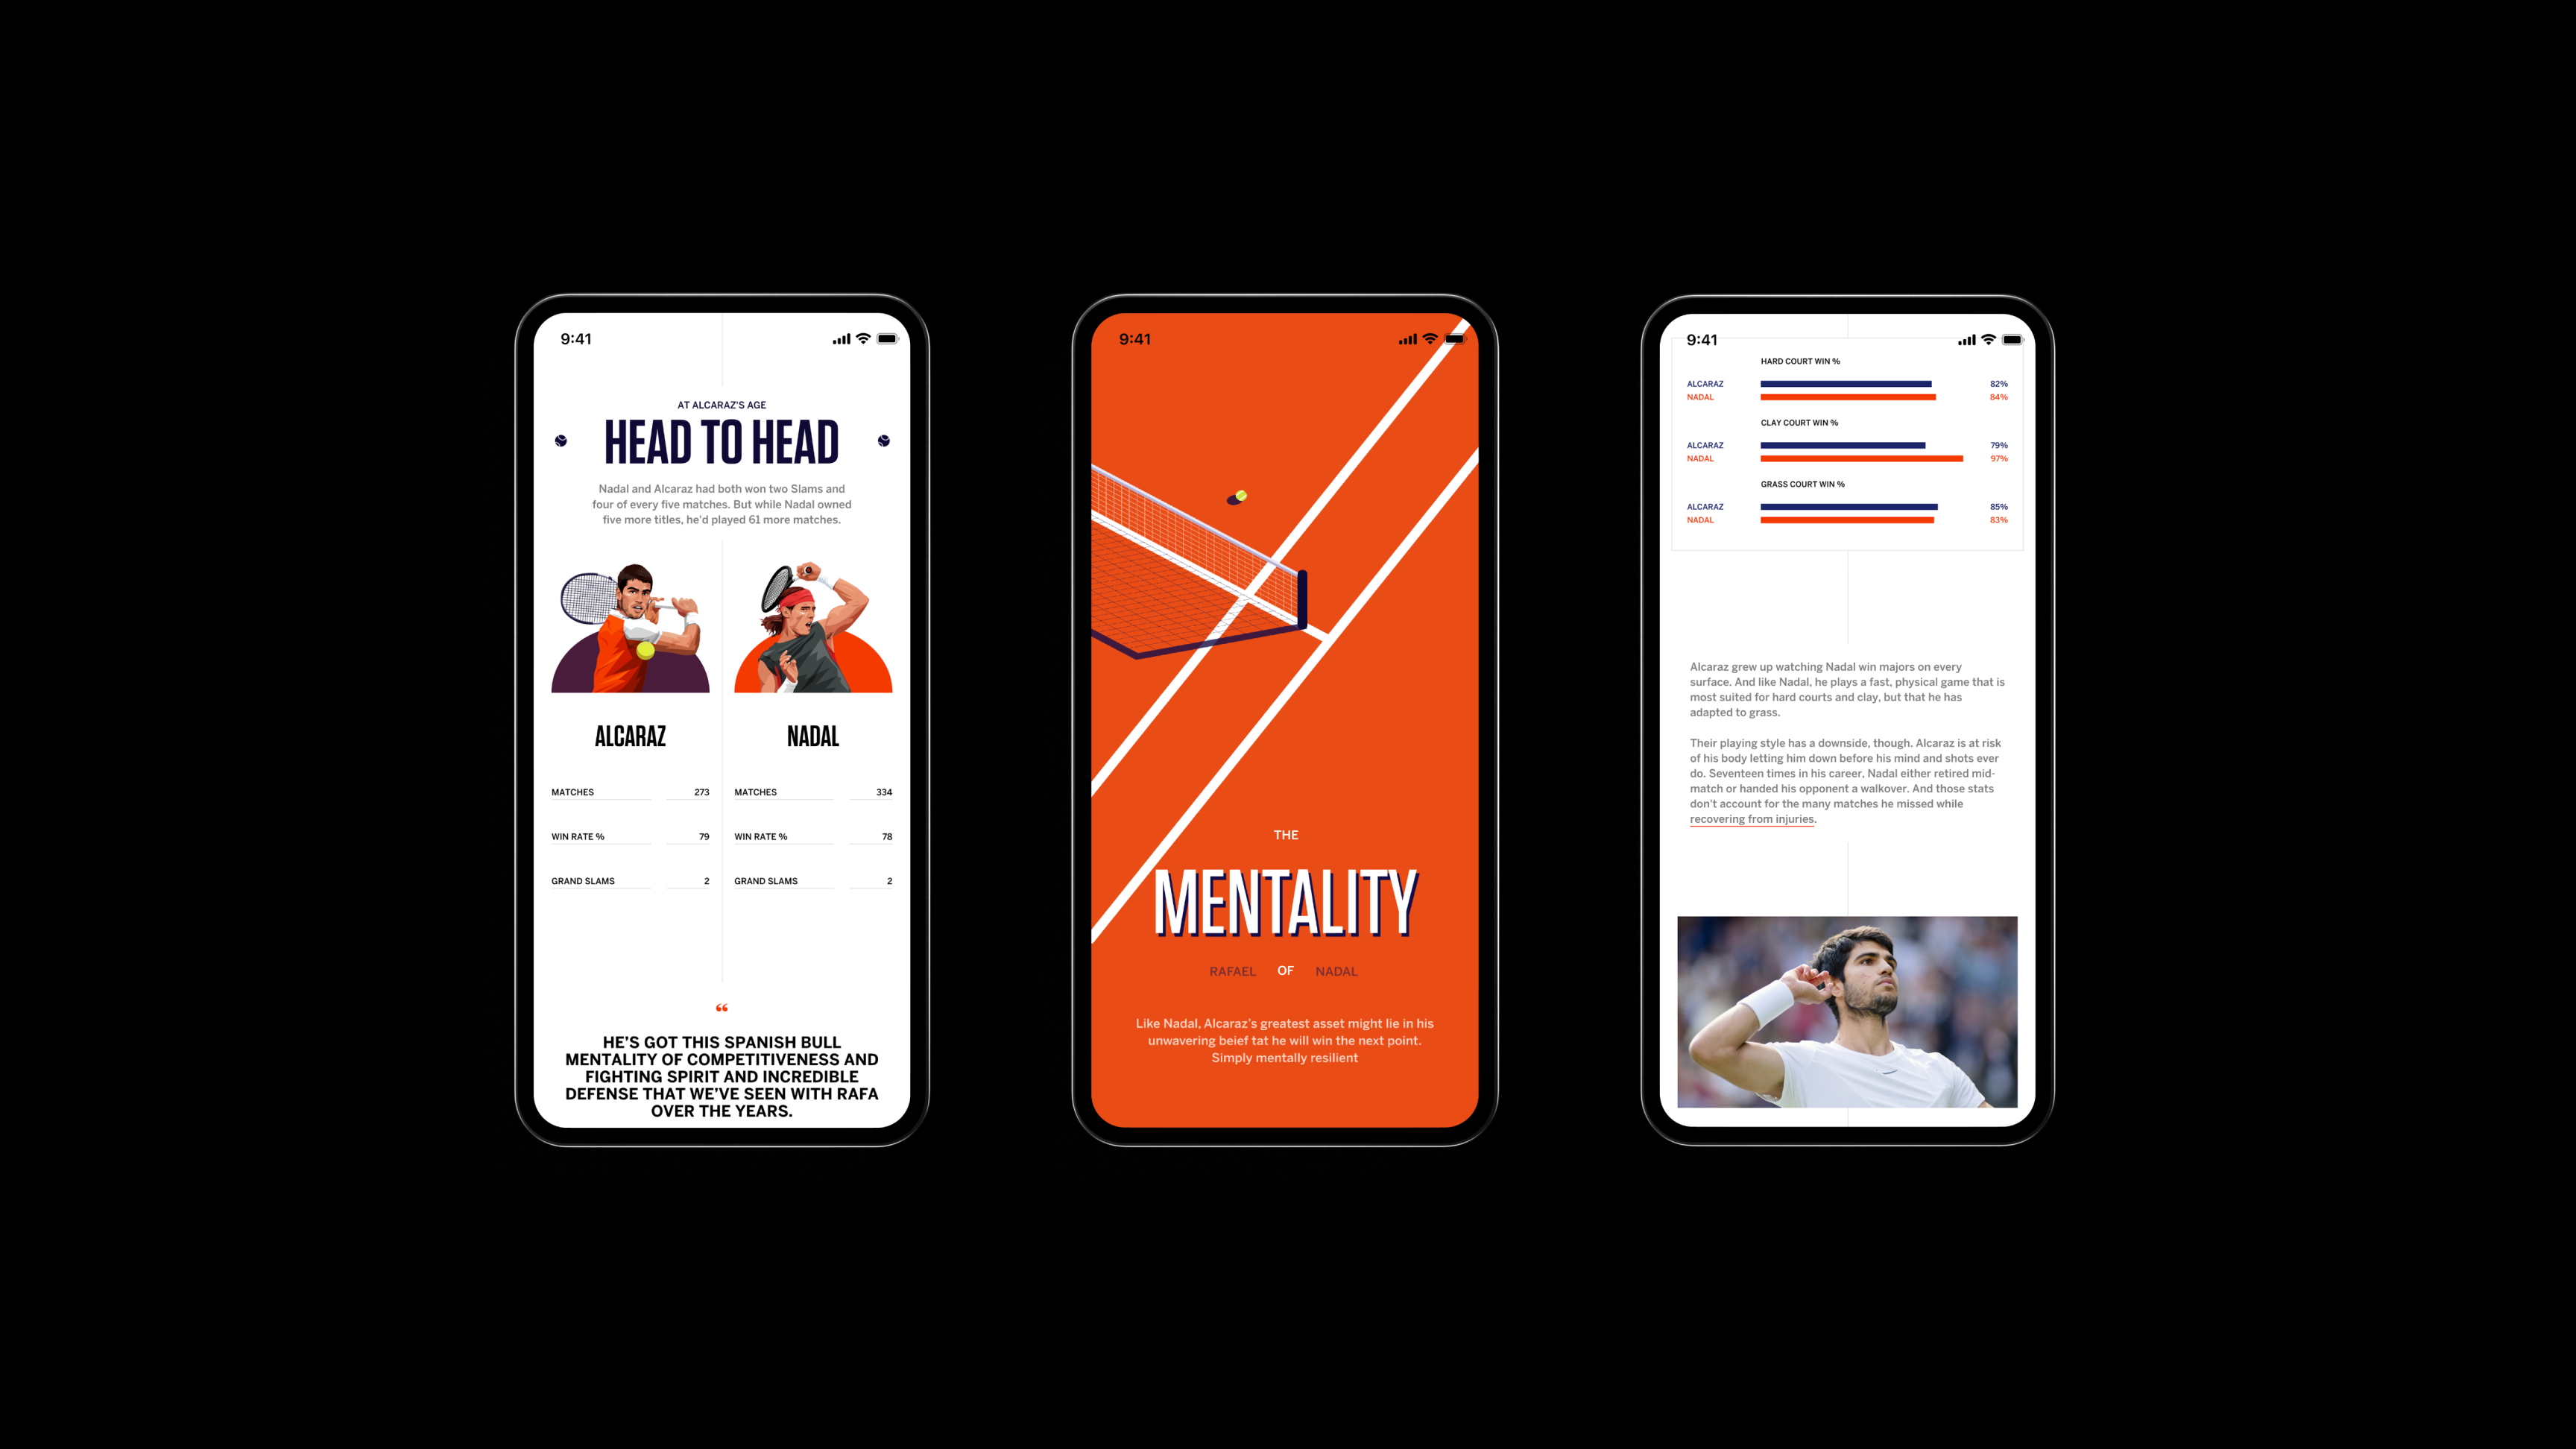 9:41
AT ALCARAZ'S AGE
HEAD TO HEAD
Nadal and Alcaraz had both won two Slams and
four of every five matches. But while Nadal owned
five more titles, he'd played 61 more matches.
ALCARAZ
NADAL
MATCHES 273
MATCHES 334
WIN RATE % 79
WIN RATE % 78
GRAND SLAMS 2
GRAND SLAMS 2
“
HE'S GOT THIS SPANISH BULL
MENTALITY OF COMPETITIVENESS AND
FIGHTING SPIRIT AND INCREDIBLE
DEFENSE THAT WE'VE SEEN WITH RAFA
OVER THE YEARS.
9:41
THE
MENTALITY
RAFAEL OF NADAL
Like Nadal, Alcaraz's greatest asset might lie in his
unwavering beief tat he will win the next point.
Simply mentally resilient
9:41
HARD COURT WIN %
ALCARAZ 82%
NADAL 84%
CLAY COURT WIN %
ALCARAZ 79%
NADAL 97%
GRASS COURT WIN %
ALCARAZ 85%
NADAL 83%
Alcaraz grew up watching Nadal win majors on every
surface. And like Nadal, he plays a fast, physical game that is
most suited for hard courts and clay, but that he has
adapted to grass.
Their playing style has a downside, though. Alcaraz is at risk
of his body letting him down before his mind and shots ever
do. Seventeen times in his career, Nadal either retired mid-
match or handed his opponent a walkover. And those stats
don't account for the many matches he missed while
recovering from injuries.